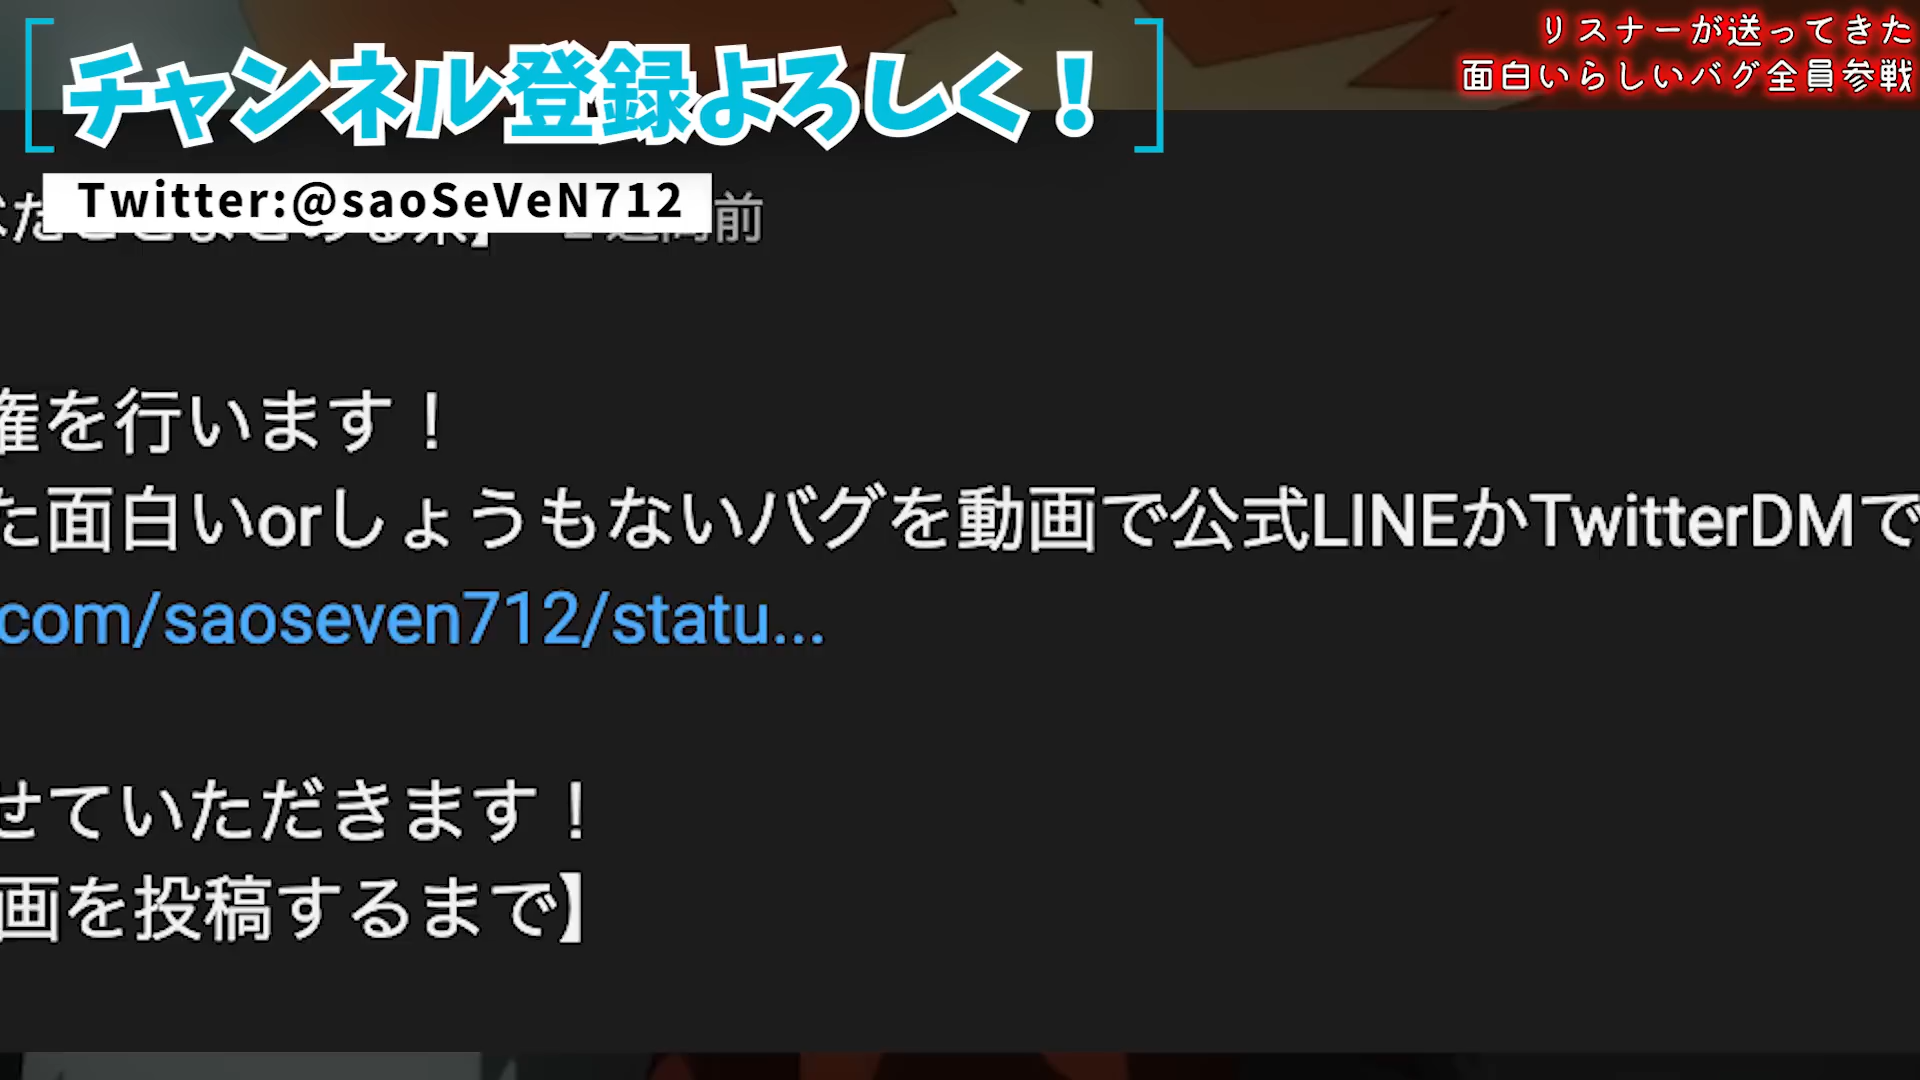 チャンネル登録よろしく！
リスナーが送ってきた
面白いらしいバグ全員参戦
Twitter:@saoSeVeN712
前
権を行います！
た面白いorしょうもないバグを動画で公式LINEかTwitterDMで
com/saoseven712/statu...
せていただきます！
画を投稿するまで】